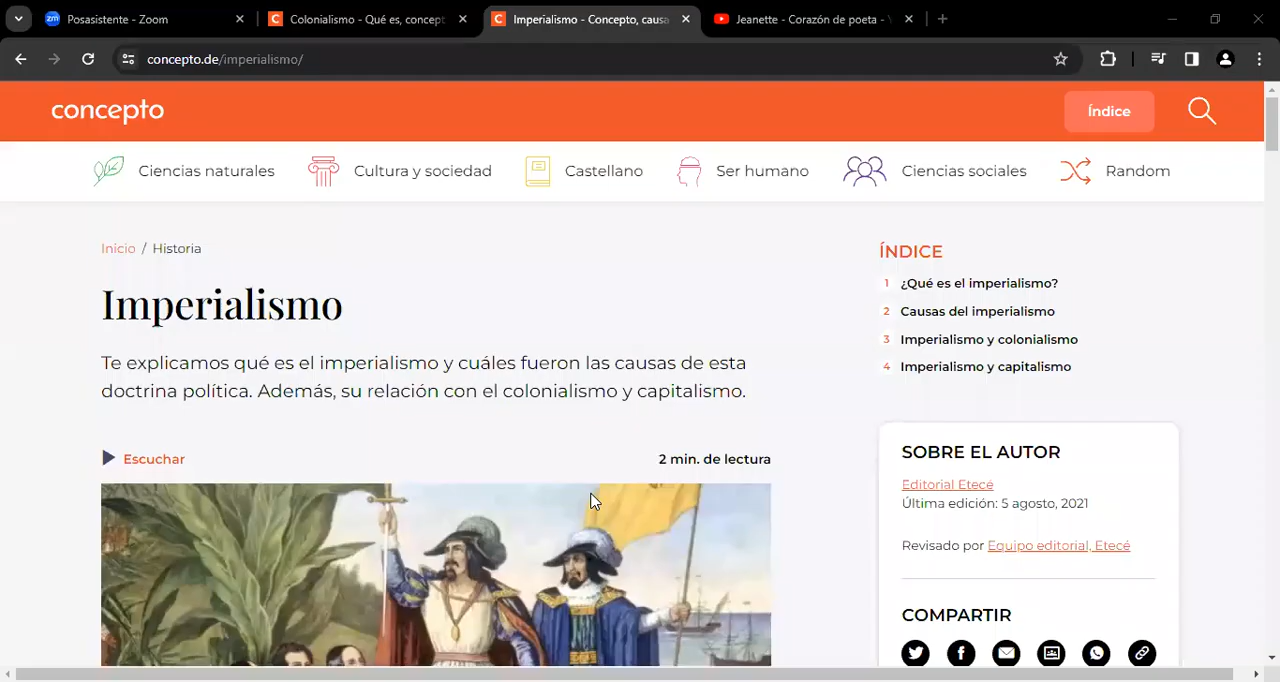 Posasistente - Zoom
Colonialismo - Qué es, concept
Imperialismo - Concepto, causa
Jeanette - Corazón de poeta -
concepto.de/imperialismo/
concepto
Índice
Ciencias naturales
Cultura y sociedad
Castellano
Ser humano
Ciencias sociales
Random
Inicio / Historia
Imperialismo
Te explicamos qué es el imperialismo y cuáles fueron las causas de esta
doctrina política. Además, su relación con el colonialismo y capitalismo.
Escuchar
2 min. de lectura
ÍNDICE
1 ¿Qué es el imperialismo?
2 Causas del imperialismo
3 Imperialismo y colonialismo
4 Imperialismo y capitalismo
SOBRE EL AUTOR
Editorial Etecé
Última edición: 5 agosto, 2021
Revisado por Equipo editorial, Etecé
COMPARTIR